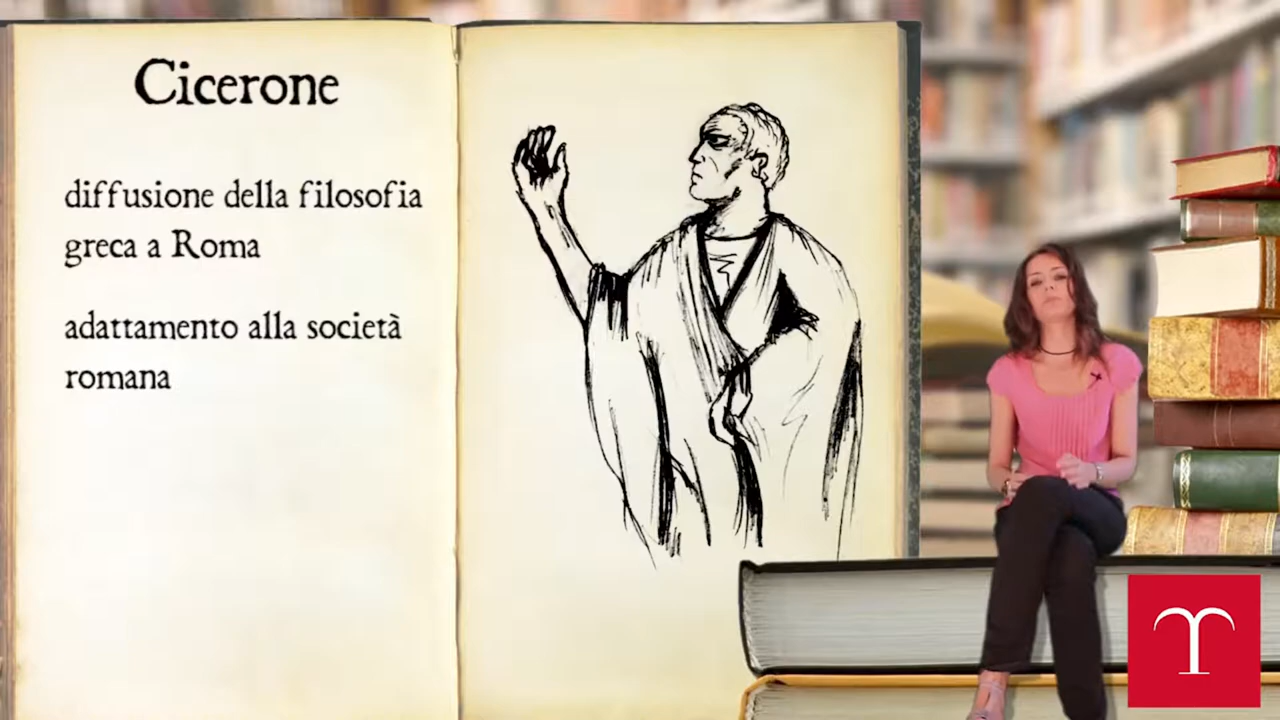 Cicerone
diffusione della filosofia
greca a Roma
adattamento alla società
romana